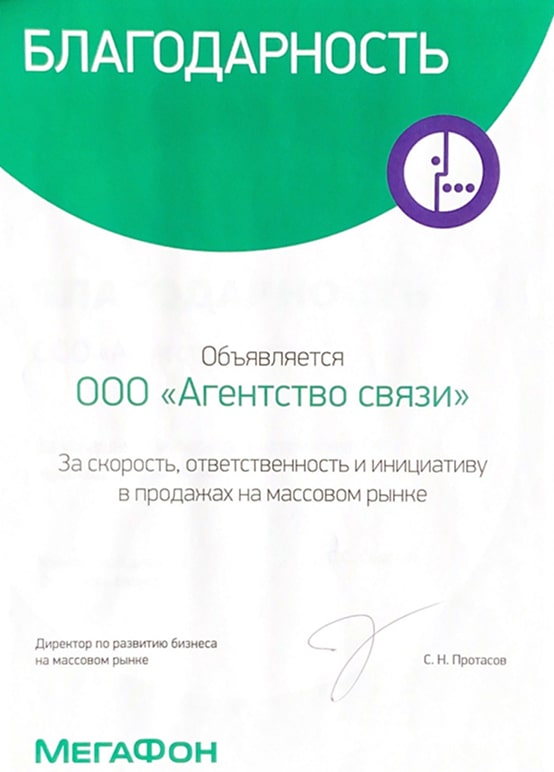 БЛАГОДАРНОСТЬ
Объявляется
ООО «Агентство связи»
За скорость, ответственность и инициативу
в продажах на массовом рынке
Директор по развитию бизнеса
на массовом рынке
С. Н. Протасов
МЕГАФОН